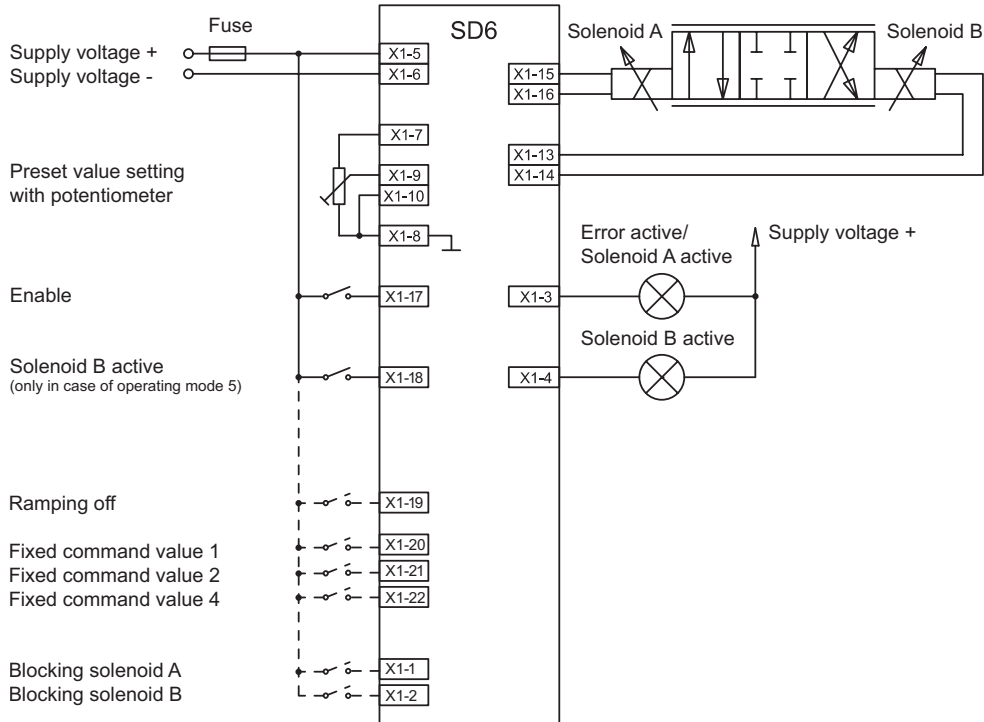 Fuse
SD6
Solenoid A
Solenoid B
Supply voltage +
X1-5
Supply voltage -
X1-6
X1-15
X1-16
X1-7
X1-13
Preset value setting
with potentiometer
X1-9
X1-14
X1-10
X1-8
Error active/
Solenoid A active
Supply voltage +
Enable
X1-17
X1-3
Solenoid B active
Solenoid B active
(only in case of operating mode 5)
X1-18
X1-4
Ramping off
X1-19
Fixed command value 1
X1-20
Fixed command value 2
X1-21
Fixed command value 4
X1-22
Blocking solenoid A
X1-1
Blocking solenoid B
X1-2